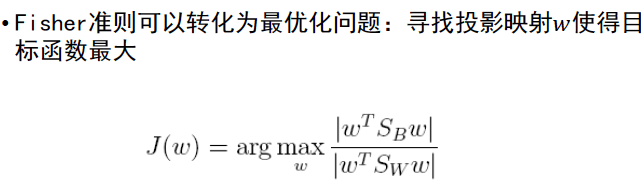 •Fisher准则可以转化为最优化问题：寻找投影映射w使得目
标函数最大
J(w) = arg max_w |w^T S_B w| / |w^T S_W w|